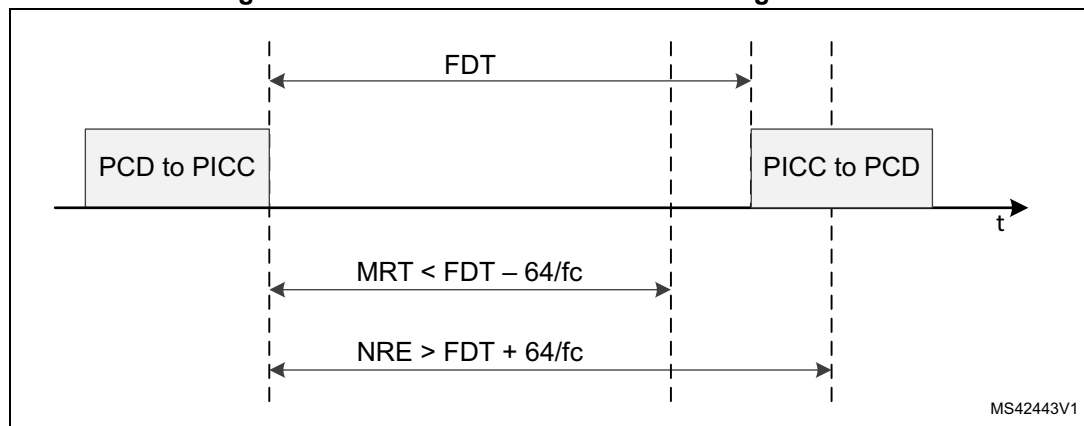 FDT
PCD to PICC
PICC to PCD
t
MRT < FDT – 64/fc
NRE > FDT + 64/fc
MS42443V1